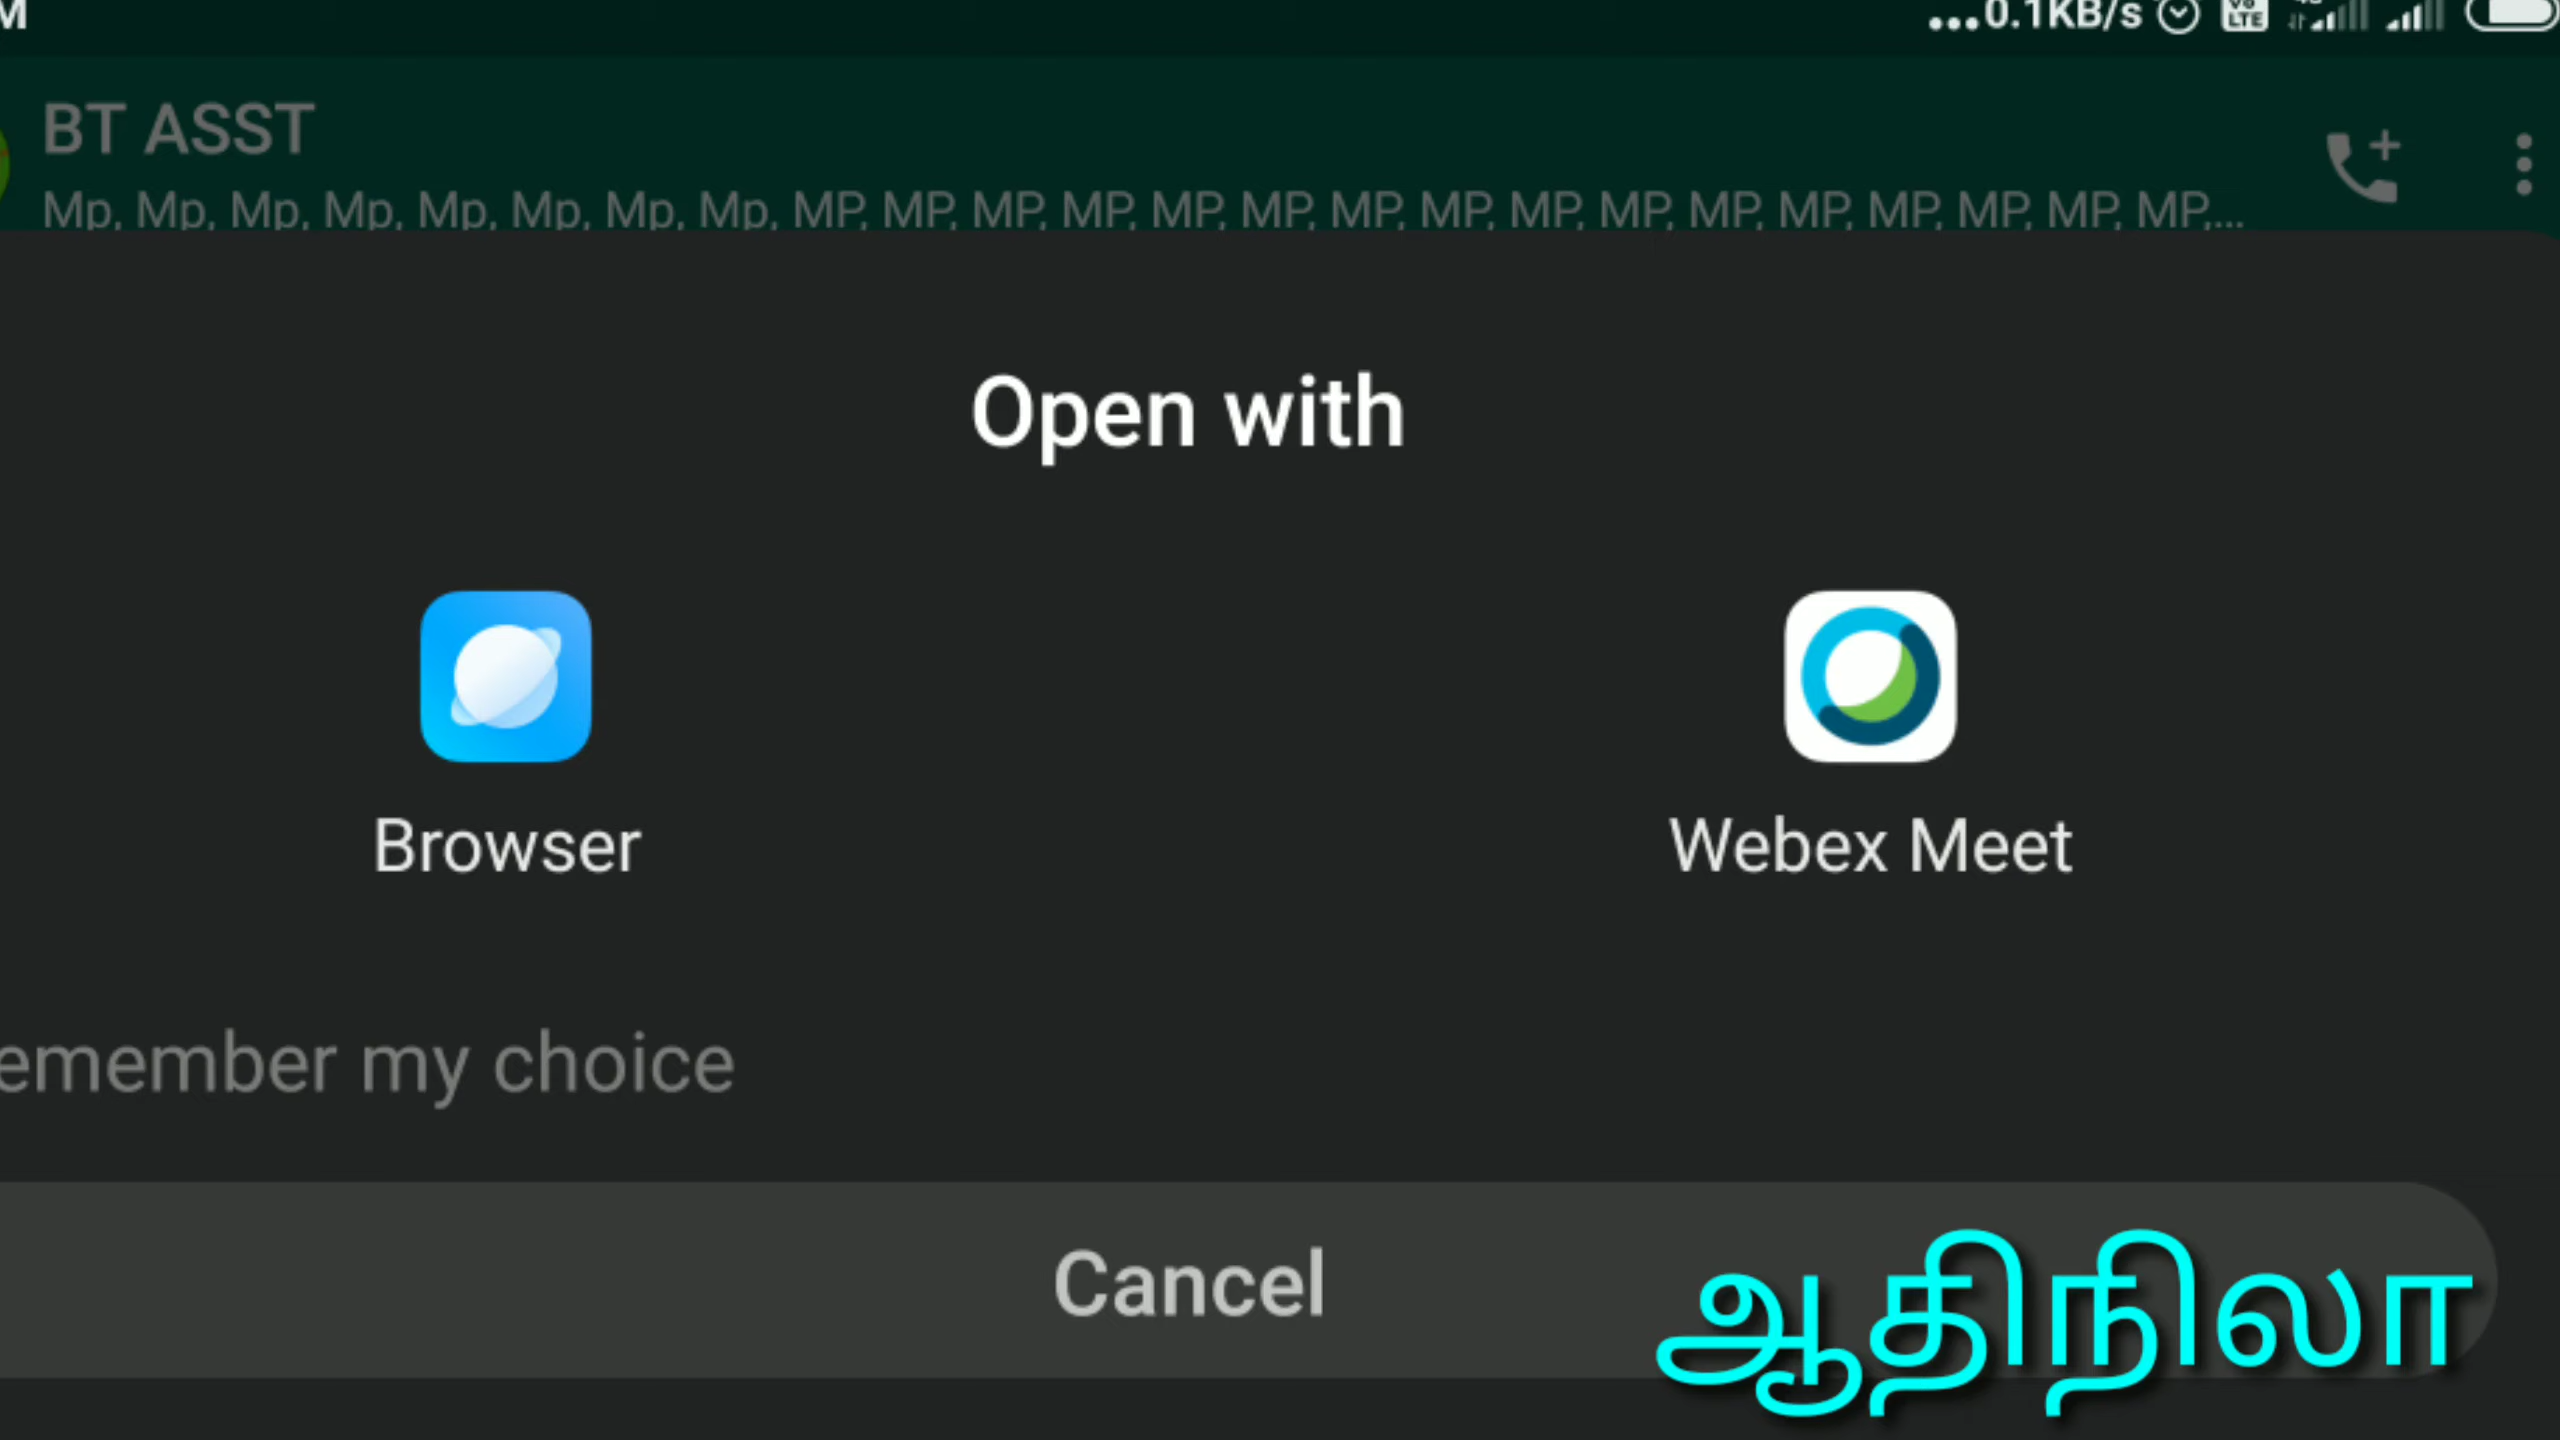 M
...0.1KB/s
BT ASST
Mp, Mp, Mp, Mp, Mp, Mp, Mp, Mp, MP, MP, MP, MP, MP, MP, MP, MP, MP, MP, MP, MP, MP, MP, MP, MP,...
Open with
Browser
Webex Meet
emember my choice
Cancel
ஆதிநிலா